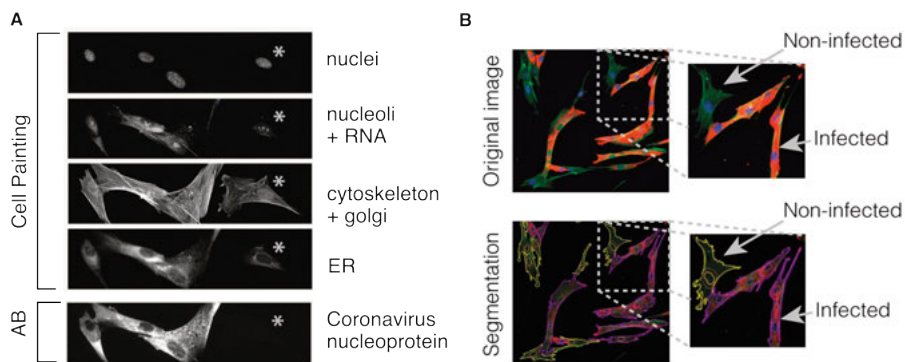 A
Cell Painting
*
nuclei
*
nucleoli
+ RNA
*
cytoskeleton
+ golgi
*
ER
AB
*
Coronavirus
nucleoprotein
B
Original image
Non-infected
Infected
Segmentation
Non-infected
Infected